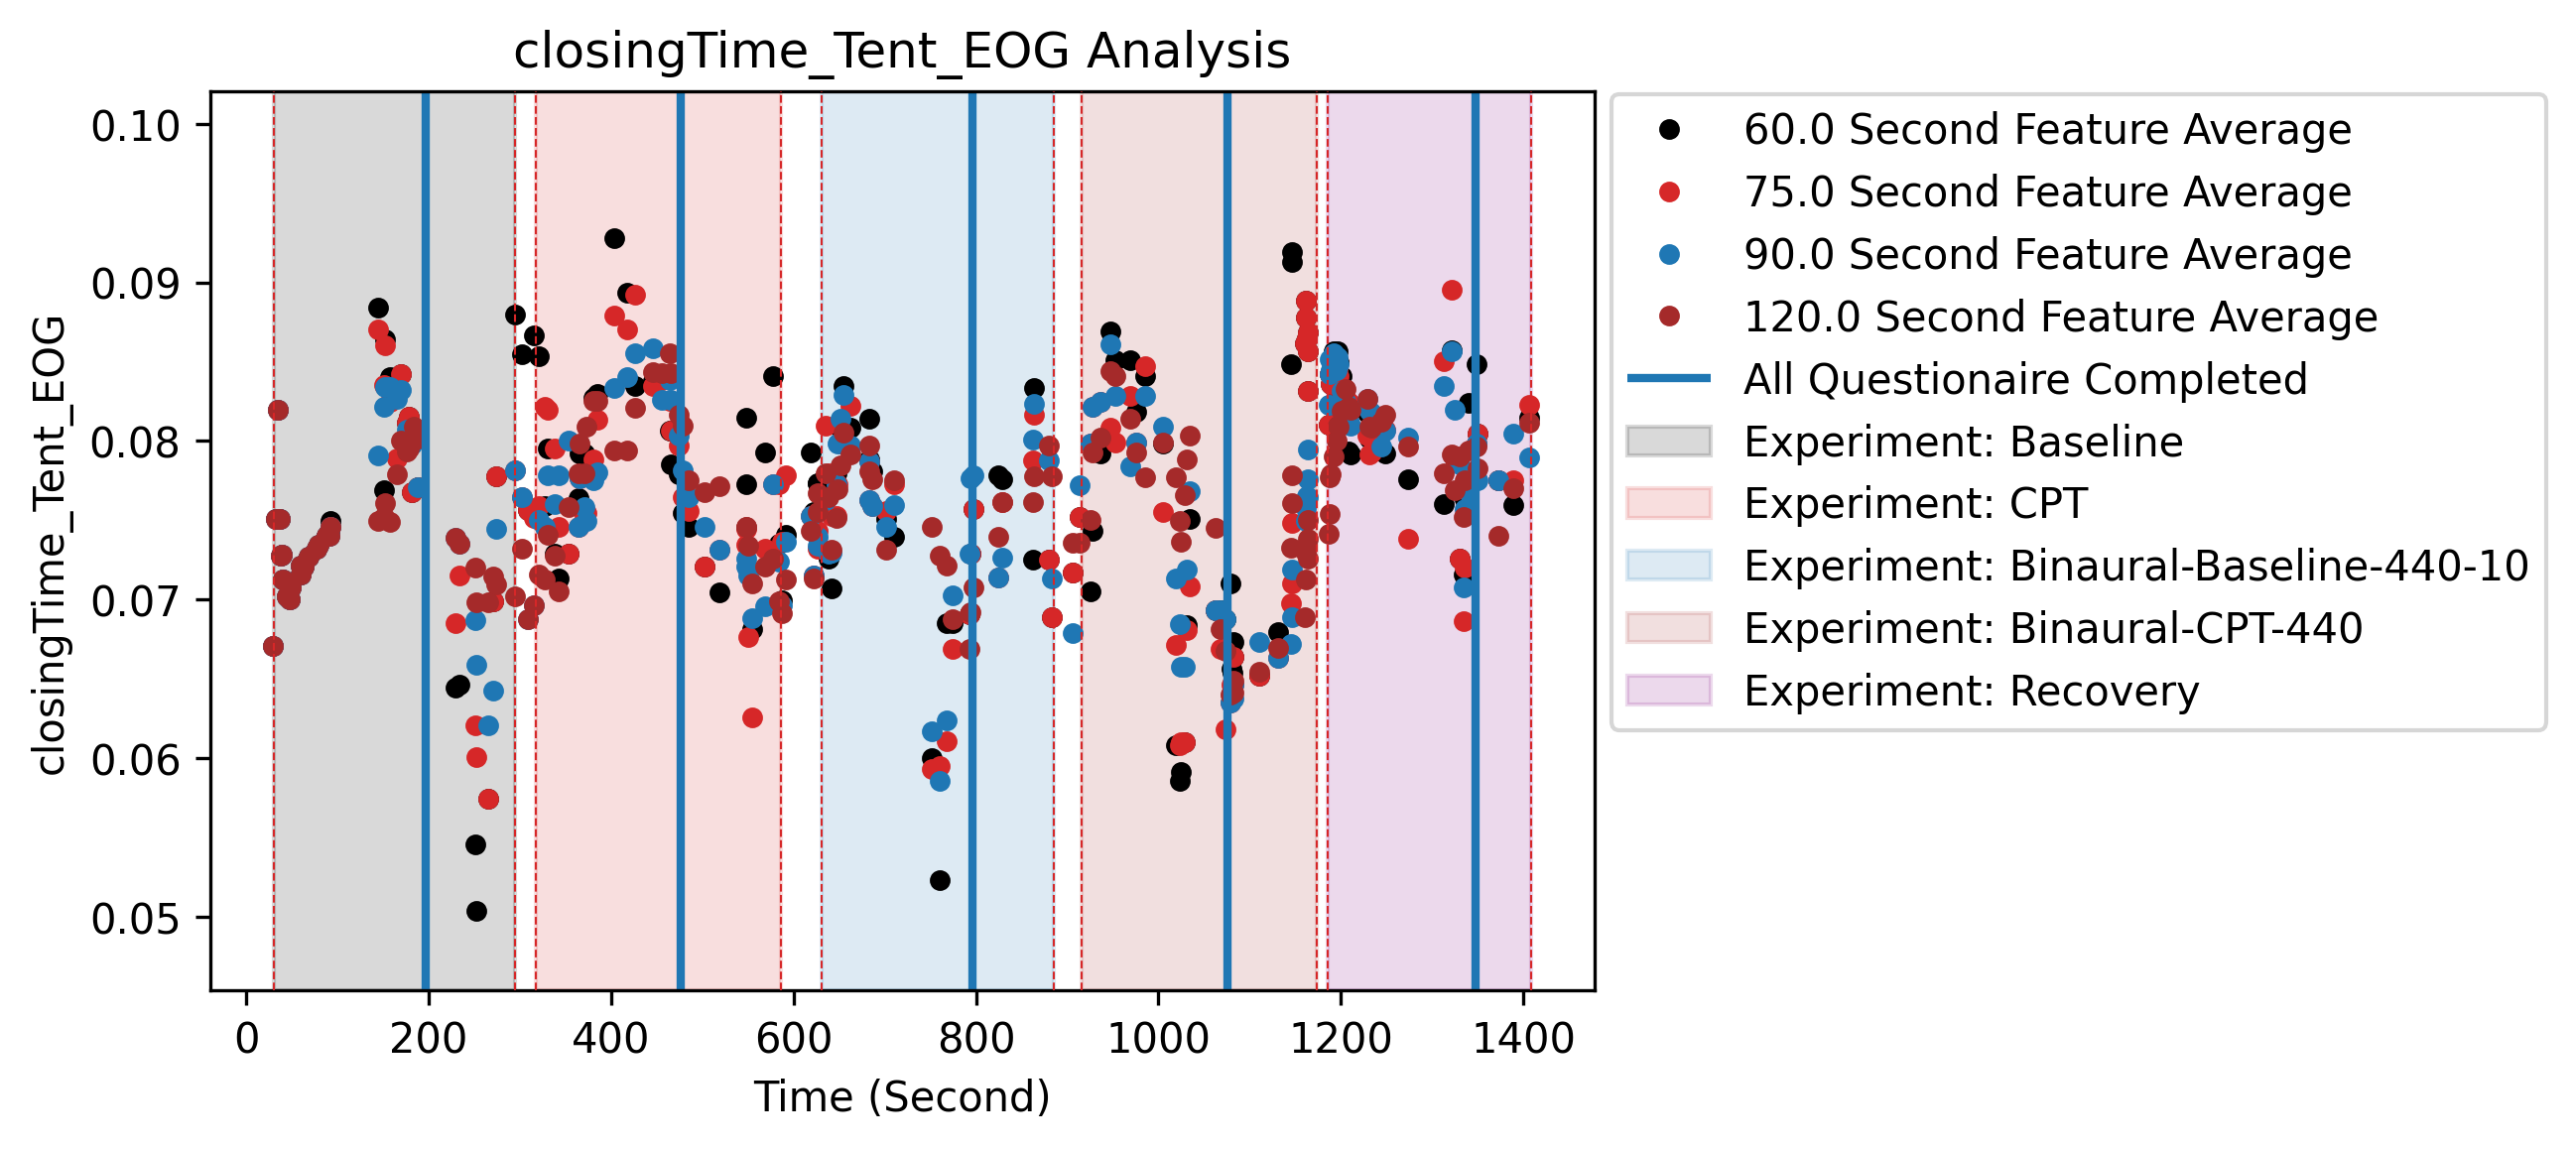 closingTime_Tent_EOG Analysis
closingTime_Tent_EOG
0.10
0.09
0.08
0.07
0.06
0.05
0 200 400 600 800 1000 1200 1400
Time (Second)
60.0 Second Feature Average
75.0 Second Feature Average
90.0 Second Feature Average
120.0 Second Feature Average
All Questionaire Completed
Experiment: Baseline
Experiment: CPT
Experiment: Binaural-Baseline-440-10
Experiment: Binaural-CPT-440
Experiment: Recovery